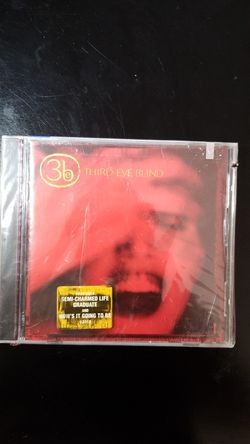 3b
THIRD EYE BLIND
SEMI-CHARMED LIFE
GRADUATE
AND
HOW'S IT GOING TO BE